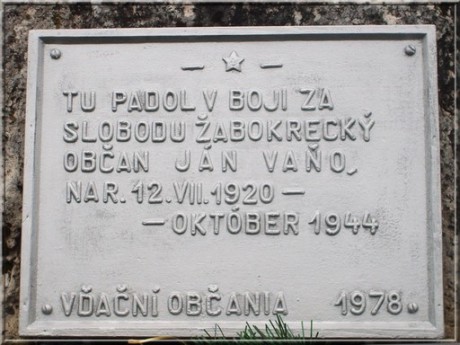 TU PADOL V BOJI ZA
SLOBODU ŽABOKRECKÝ
OBČAN JÁN VAŇO,
NAR. 12. VII. 1920 —
— OKTÓBER 1944
VĎAČNÍ OBČANIA 1978